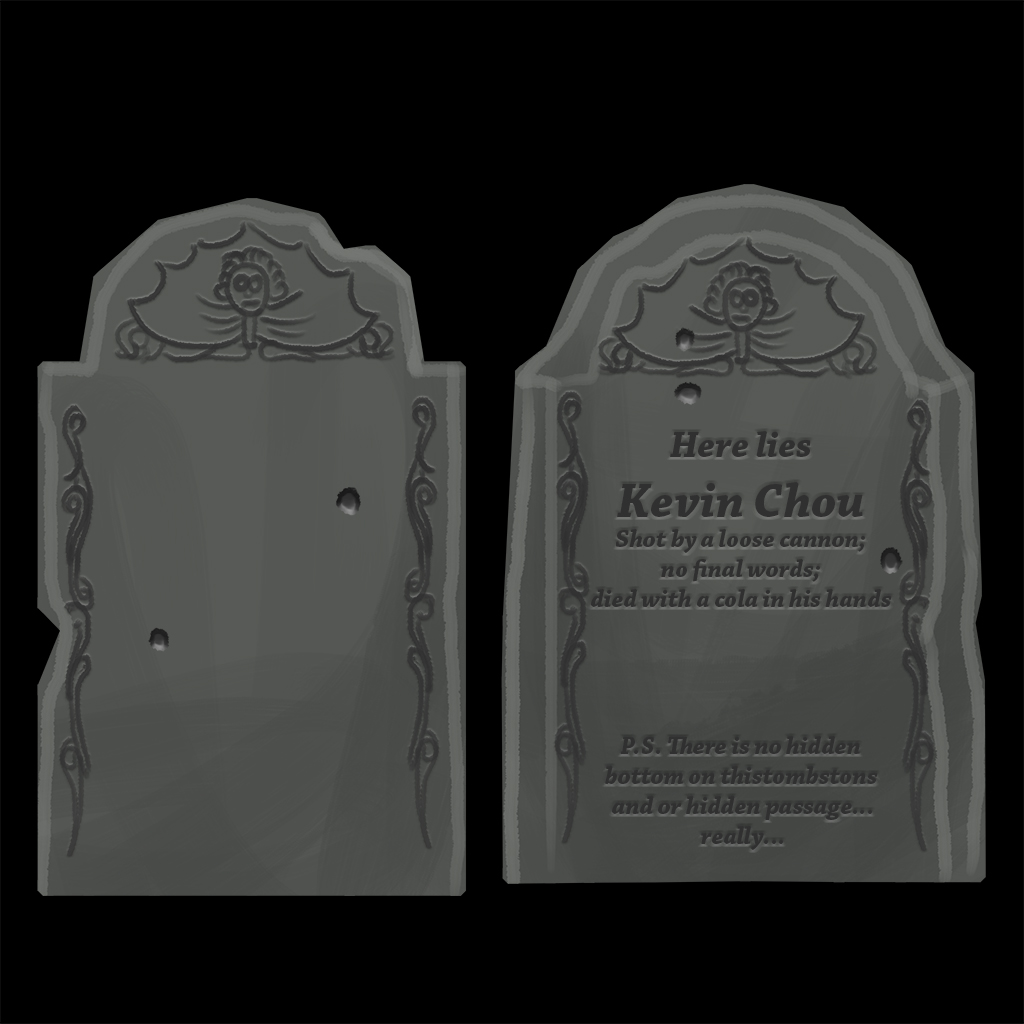 Here lies
Kevin Chou
Shot by a loose cannon;
no final words;
died with a cola in his hands
P.S. There is no hidden
bottom on thistombstons
and or hidden passage...
really...